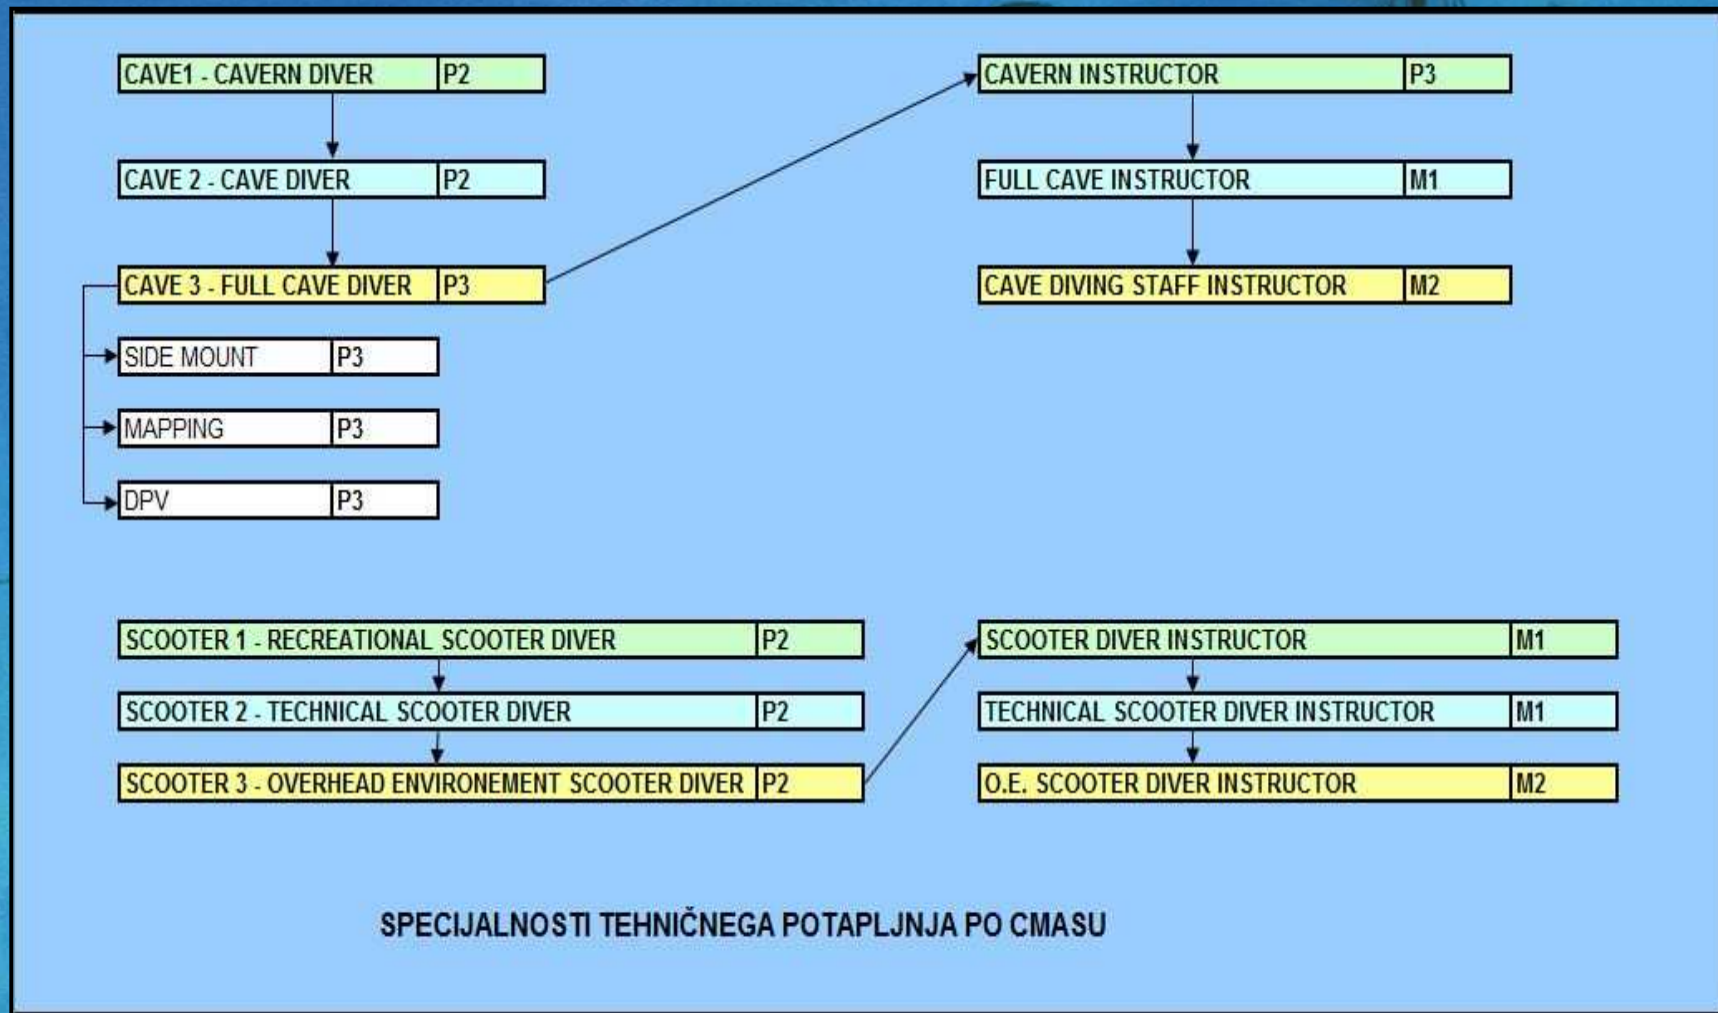 CAVE1 - CAVERN DIVER P2
CAVE 2 - CAVE DIVER P2
CAVE 3 - FULL CAVE DIVER P3
SIDE MOUNT P3
MAPPING P3
DPV P3
CAVERN INSTRUCTOR P3
FULL CAVE INSTRUCTOR M1
CAVE DIVING STAFF INSTRUCTOR M2
SCOOTER 1 - RECREATIONAL SCOOTER DIVER P2
SCOOTER 2 - TECHNICAL SCOOTER DIVER P2
SCOOTER 3 - OVERHEAD ENVIRONEMENT SCOOTER DIVER P2
SCOOTER DIVER INSTRUCTOR M1
TECHNICAL SCOOTER DIVER INSTRUCTOR M1
O.E. SCOOTER DIVER INSTRUCTOR M2
SPECIJALNOSTI TEHNIČNEGA POTAPLJNJA PO CMASU